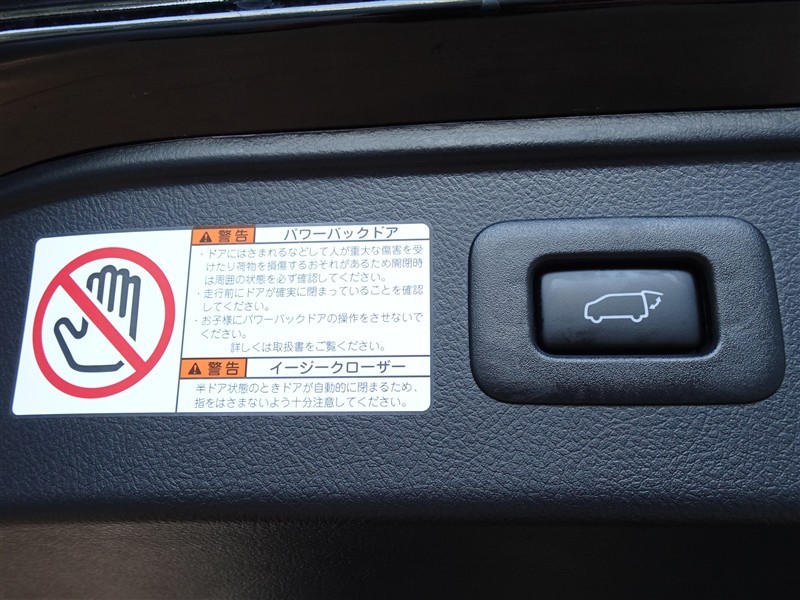 警告 パワーバックドア
・ドアにはさまれるなどして人が重大な傷害を受
けたり荷物を損傷するおそれがあるため開閉時
は周囲の状態を必ず確認してください。
・走行前にドアが確実に閉まっていることを確認
してください。
・お子様にパワーバックドアの操作をさせないで
ください。
詳しくは取扱書をご覧ください。
警告 イージークローザー
半ドア状態のときドアが自動的に閉まるため、
指をはさまないよう十分注意してください。